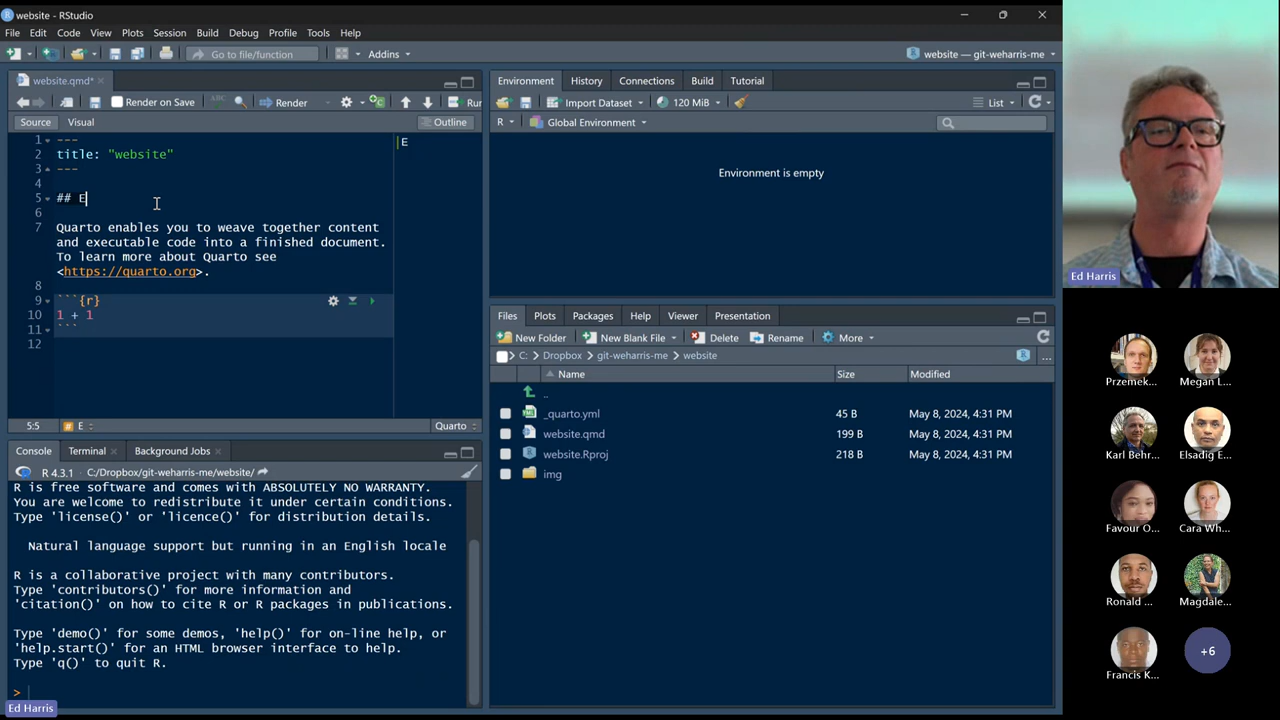 website - RStudio
File Edit Code View Plots Session Build Debug Profile Tools Help
Go to file/function Addins website — git-weharris-me
website.qmd*
Render on Save ABC Render Run
Source Visual Outline
1 ---
2 title: "website"
3 ---
4
5 ## E
6
7 Quarto enables you to weave together content
and executable code into a finished document.
To learn more about Quarto see
<https://quarto.org>.
8
9 ```{r}
10 1 + 1
11 ```
12
E
5:5 # E Quarto
Console Terminal Background Jobs
R 4.3.1 · C:/Dropbox/git-weharris-me/website/
R is free software and comes with ABSOLUTELY NO WARRANTY.
You are welcome to redistribute it under certain conditions.
Type 'license()' or 'licence()' for distribution details.
Natural language support but running in an English locale
R is a collaborative project with many contributors.
Type 'contributors()' for more information and
'citation()' on how to cite R or R packages in publications.
Type 'demo()' for some demos, 'help()' for on-line help, or
'help.start()' for an HTML browser interface to help.
Type 'q()' to quit R.
>
Ed Harris
Environment History Connections Build Tutorial
Import Dataset 120 MiB List
R Global Environment
Environment is empty
Files Plots Packages Help Viewer Presentation
New Folder New Blank File Delete Rename More
C: Dropbox git-weharris-me website
Name Size Modified
..
_quarto.yml 45 B May 8, 2024, 4:31 PM
website.qmd 199 B May 8, 2024, 4:31 PM
website.Rproj 218 B May 8, 2024, 4:31 PM
img
Ed Harris
Przemek... Megan L...
Karl Behr... Elsadig E...
Favour O... Cara Wh...
Ronald ... Magdale...
Francis K... +6